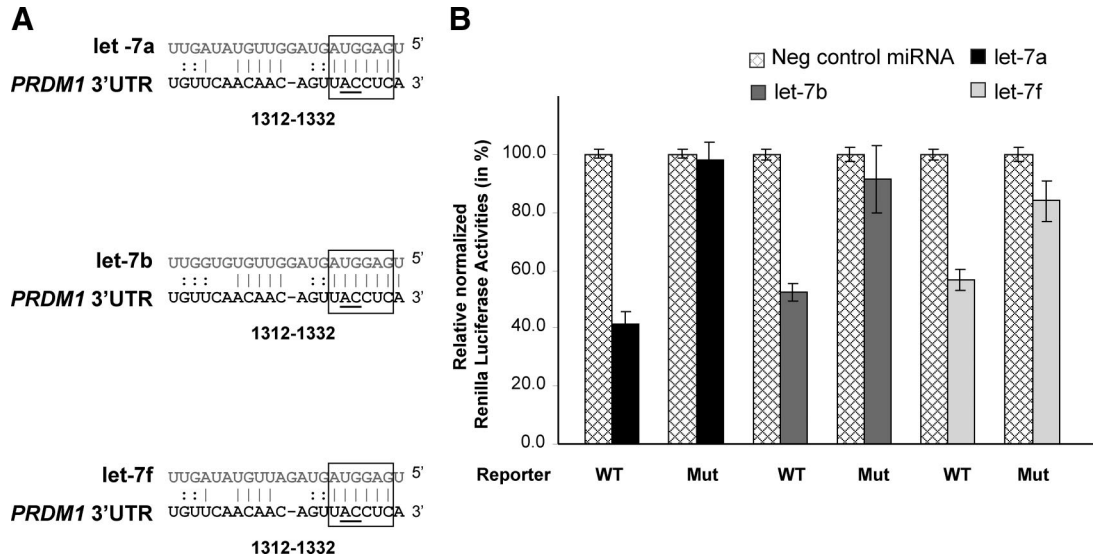 A
let -7a UUGAUAUGUUGGAUGAUGGAGU 5'
PRDM1 3'UTR UGUUCAACAAC-AGUUACCUCA 3'
1312-1332
let-7b UUGGUGUGUUGGAUGAUGGAGU 5'
PRDM1 3'UTR UGUUCAACAAC-AGUUACCUCA 3'
1312-1332
let-7f UUGAUAUGUUAGAUGAUGGAGU 5'
PRDM1 3'UTR UGUUCAACAAC-AGUUACCUCA 3'
1312-1332
B
Neg control miRNA let-7a
let-7b let-7f
Relative normalized
Renilla Luciferase Activities (in %)
100.0
80.0
60.0
40.0
20.0
0.0
Reporter WT Mut WT Mut WT Mut